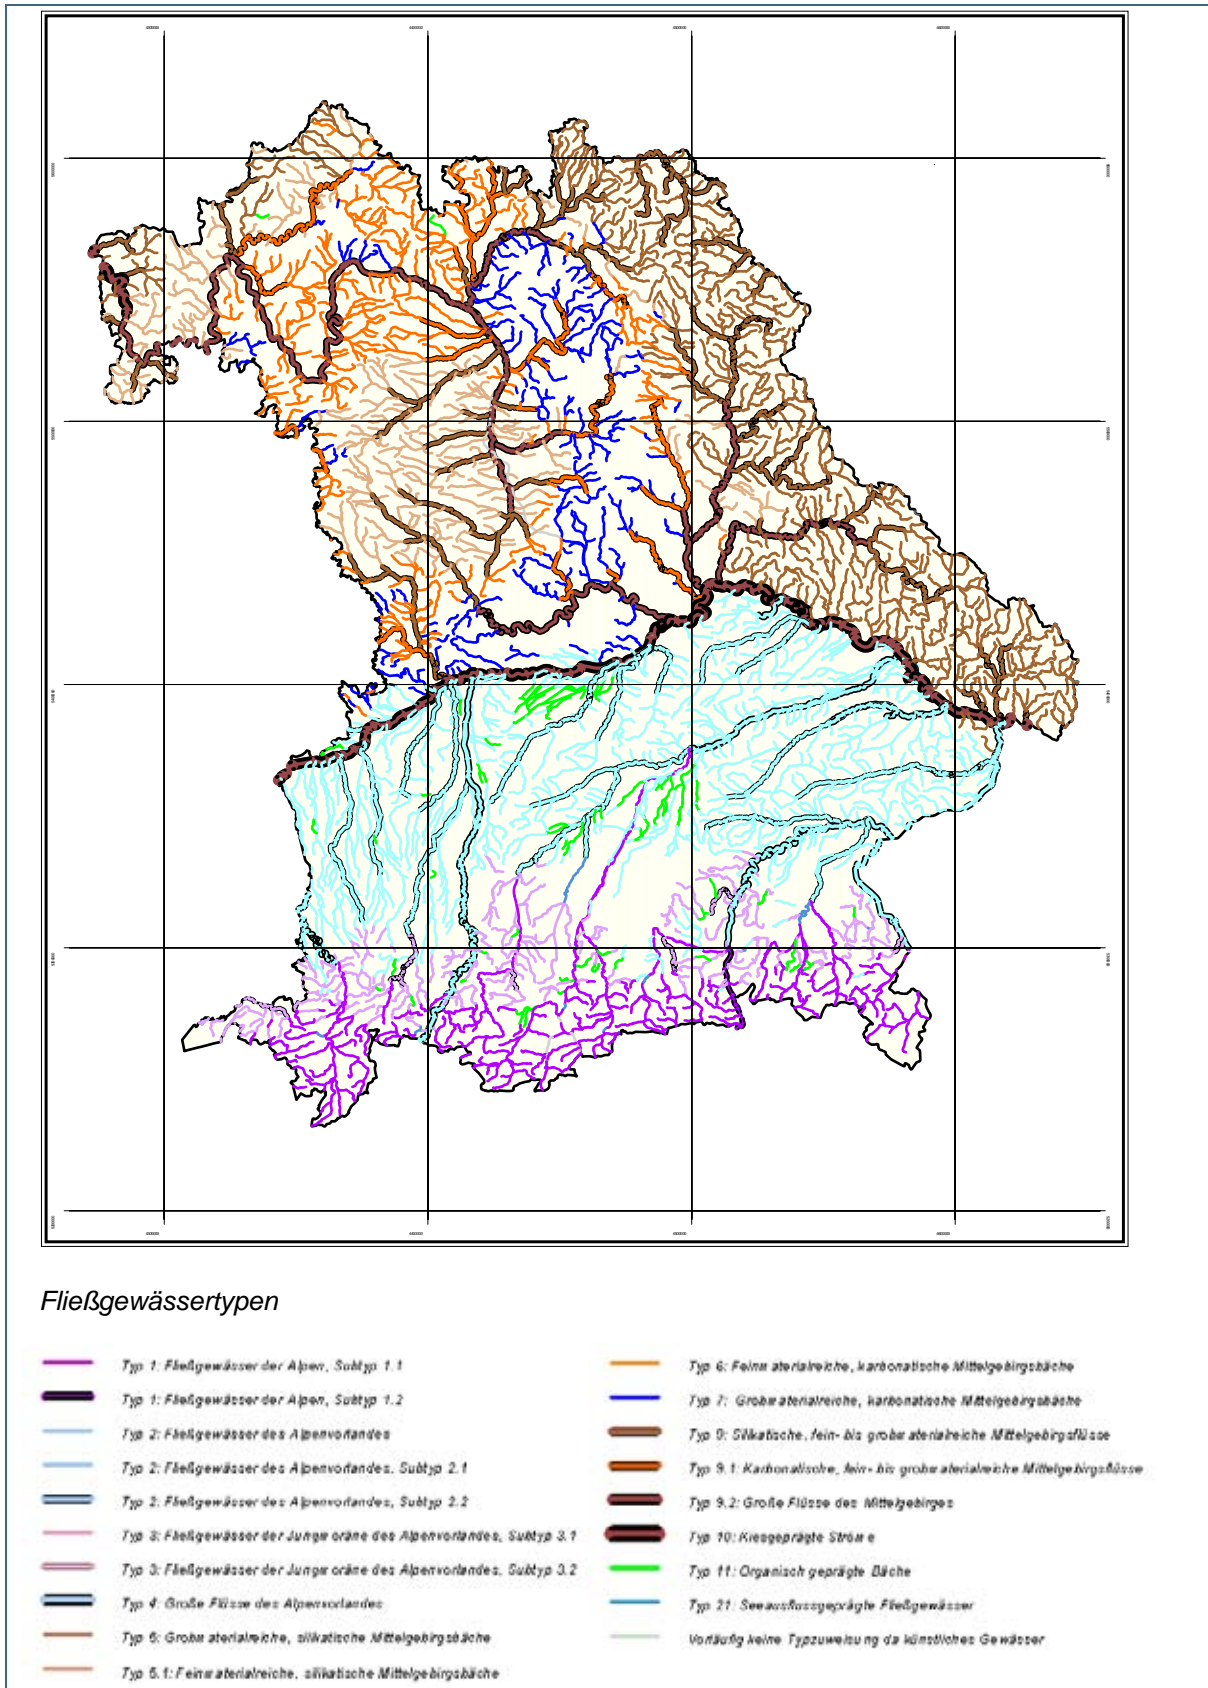 Fließgewässertypen
Typ 1: Fließgewässer der Alpen, Subtyp 1.1
Typ 1: Fließgewässer der Alpen, Subtyp 1.2
Typ 2: Fließgewässer des Alpenvorlandes
Typ 2: Fließgewässer des Alpenvorlandes, Subtyp 2.1
Typ 2: Fließgewässer des Alpenvorlandes, Subtyp 2.2
Typ 3: Fließgewässer der Jungmoräne des Alpenvorlandes, Subtyp 3.1
Typ 3: Fließgewässer der Jungmoräne des Alpenvorlandes, Subtyp 3.2
Typ 4: Große Flüsse des Alpenvorlandes
Typ 5: Grobmaterialreiche, silikatische Mittelgebirgsbäche
Typ 5.1: Feinmaterialreiche, silikatische Mittelgebirgsbäche
Typ 6: Feinmaterialreiche, karbonatische Mittelgebirgsbäche
Typ 7: Grobmaterialreiche, karbonatische Mittelgebirgsbäche
Typ 9: Silikatische, fein- bis grobmaterialreiche Mittelgebirgsflüsse
Typ 9.1: Karbonatische, fein- bis grobmaterialreiche Mittelgebirgsflüsse
Typ 9.2: Große Flüsse des Mittelgebirges
Typ 10: Kiesgeprägte Ströme
Typ 11: Organisch geprägte Bäche
Typ 21: Seeausflussgeprägte Fließgewässer
Vorläufig keine Typzuweisung da künstliches Gewässer